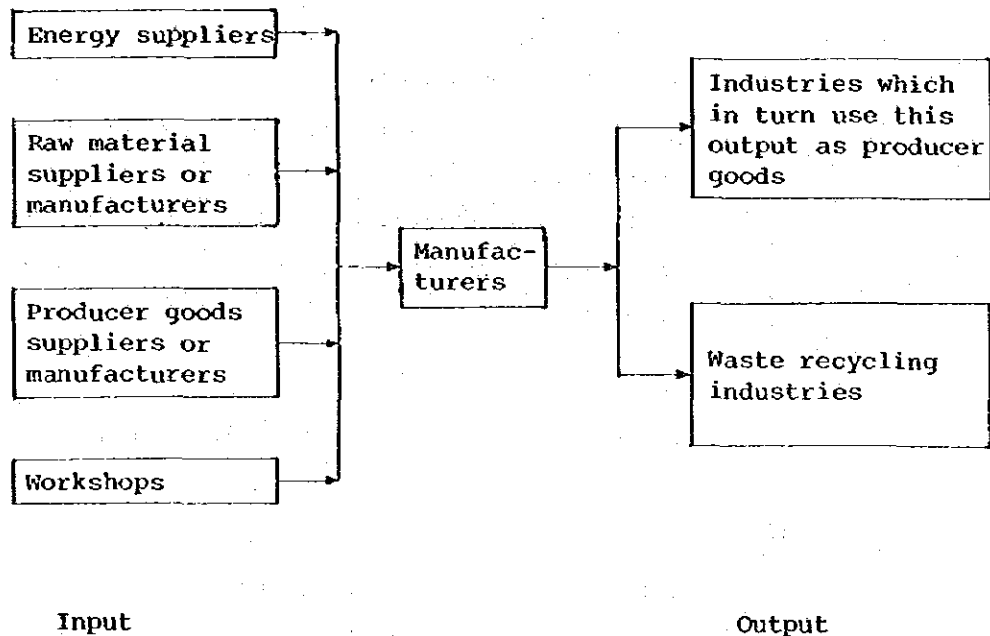 Energy suppliers
Raw material
suppliers or
manufacturers
Producer goods
suppliers or
manufacturers
Workshops
Manufac-
turers
Industries which
in turn use this
output as producer
goods
Waste recycling
industries
Input
Output